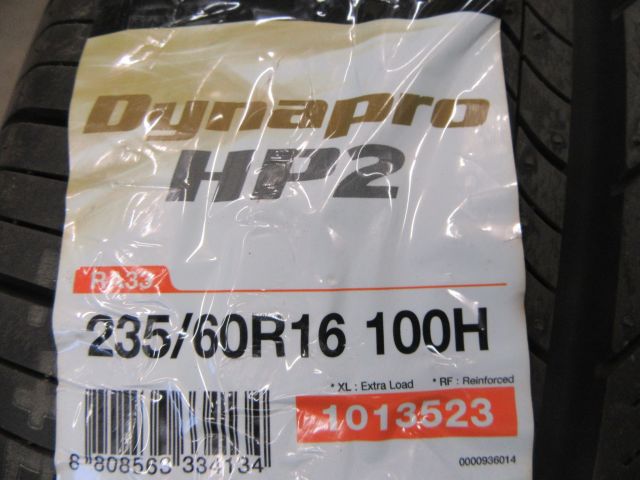 Dynapro
HP2
RA33
235/60R16 100H
* XL : Extra Load * RF : Reinforced
1013523
8 808563 334134
0000936014